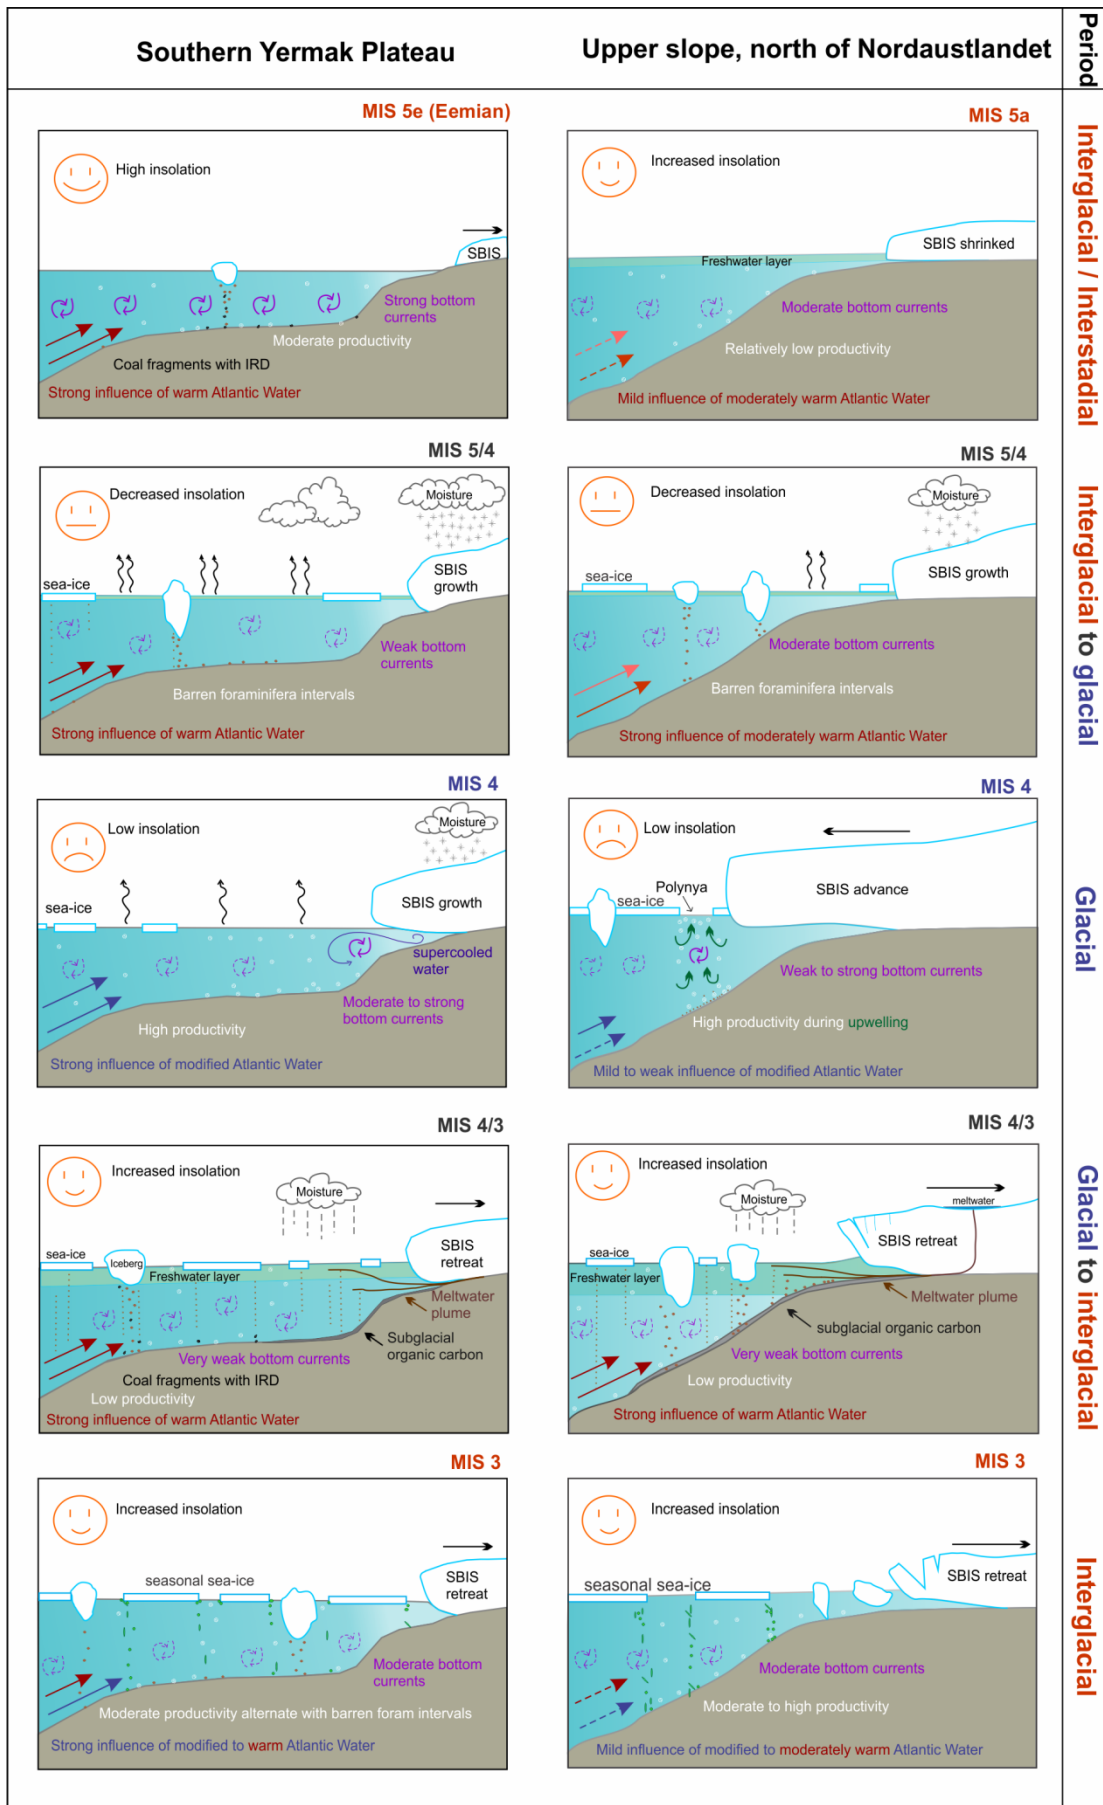 Southern Yermak Plateau
Upper slope, north of Nordaustlandet
Period
MIS 5e (Eemian)
High insolation
SBIS
Strong bottom
currents
Moderate productivity
Coal fragments with IRD
Strong influence of warm Atlantic Water
MIS 5a
Increased insolation
SBIS shrinked
Freshwater layer
Moderate bottom currents
Relatively low productivity
Mild influence of moderately warm Atlantic Water
Interglacial / Interstadial
MIS 5/4
Decreased insolation
Moisture
sea-ice
SBIS
growth
Weak bottom
currents
Barren foraminifera intervals
Strong influence of warm Atlantic Water
MIS 5/4
Decreased insolation
Moisture
sea-ice
SBIS growth
Moderate bottom currents
Barren foraminifera intervals
Strong influence of moderately warm Atlantic Water
Interglacial to glacial
MIS 4
Low insolation
Moisture
sea-ice
SBIS growth
supercooled
water
Moderate to strong
bottom currents
High productivity
Strong influence of modified Atlantic Water
MIS 4
Low insolation
Polynya
sea-ice
SBIS advance
Weak to strong bottom currents
High productivity during upwelling
Mild to weak influence of modified Atlantic Water
Glacial
MIS 4/3
Increased insolation
Moisture
sea-ice
Iceberg
SBIS
retreat
Freshwater layer
Meltwater
plume
Subglacial
organic carbon
Very weak bottom currents
Coal fragments with IRD
Low productivity
Strong influence of warm Atlantic Water
MIS 4/3
Increased insolation
Moisture
meltwater
SBIS retreat
sea-ice
Freshwater layer
Meltwater plume
subglacial organic carbon
Very weak bottom currents
Low productivity
Strong influence of warm Atlantic Water
Glacial to interglacial
MIS 3
Increased insolation
seasonal sea-ice
SBIS
retreat
Moderate bottom
currents
Moderate productivity alternate with barren foram intervals
Strong influence of modified to warm Atlantic Water
MIS 3
Increased insolation
seasonal sea-ice
SBIS retreat
Moderate bottom currents
Moderate to high productivity
Mild influence of modified to moderately warm Atlantic Water
Interglacial